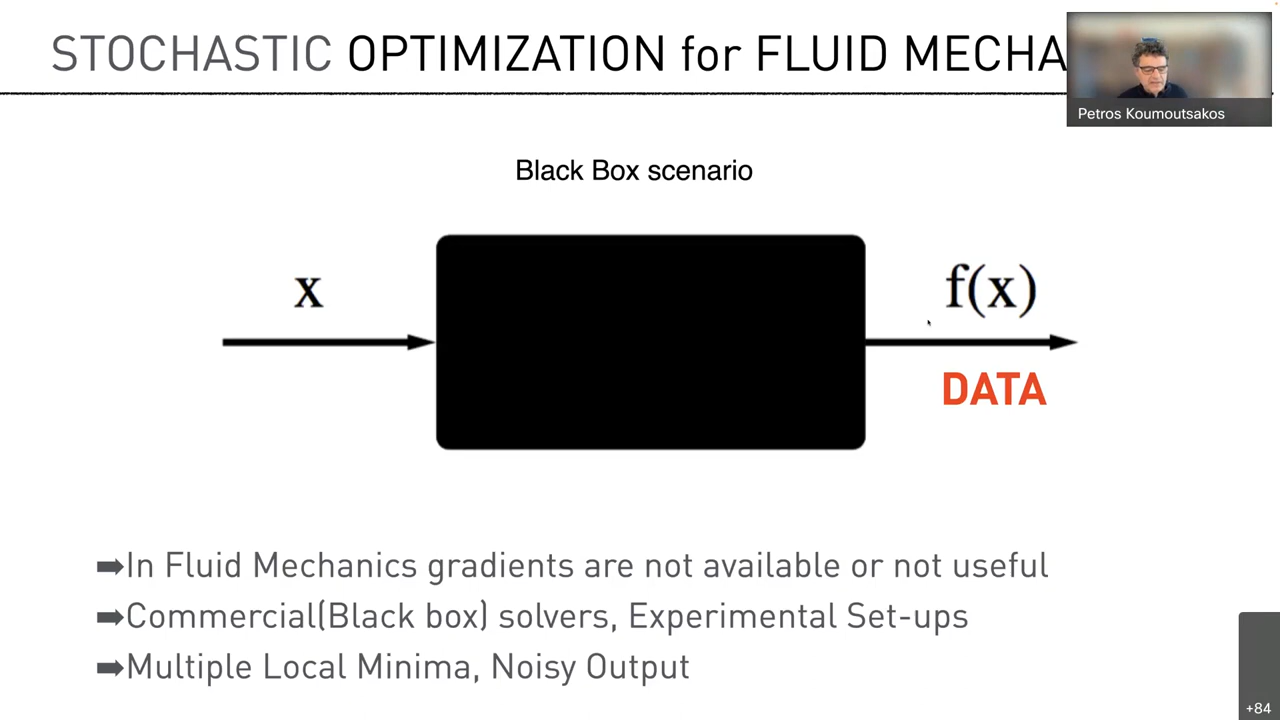 STOCHASTIC OPTIMIZATION for FLUID MECHA
Petros Koumoutsakos
Black Box scenario
x
f(x)
DATA
➡In Fluid Mechanics gradients are not available or not useful
➡Commercial(Black box) solvers, Experimental Set-ups
➡Multiple Local Minima, Noisy Output
+84